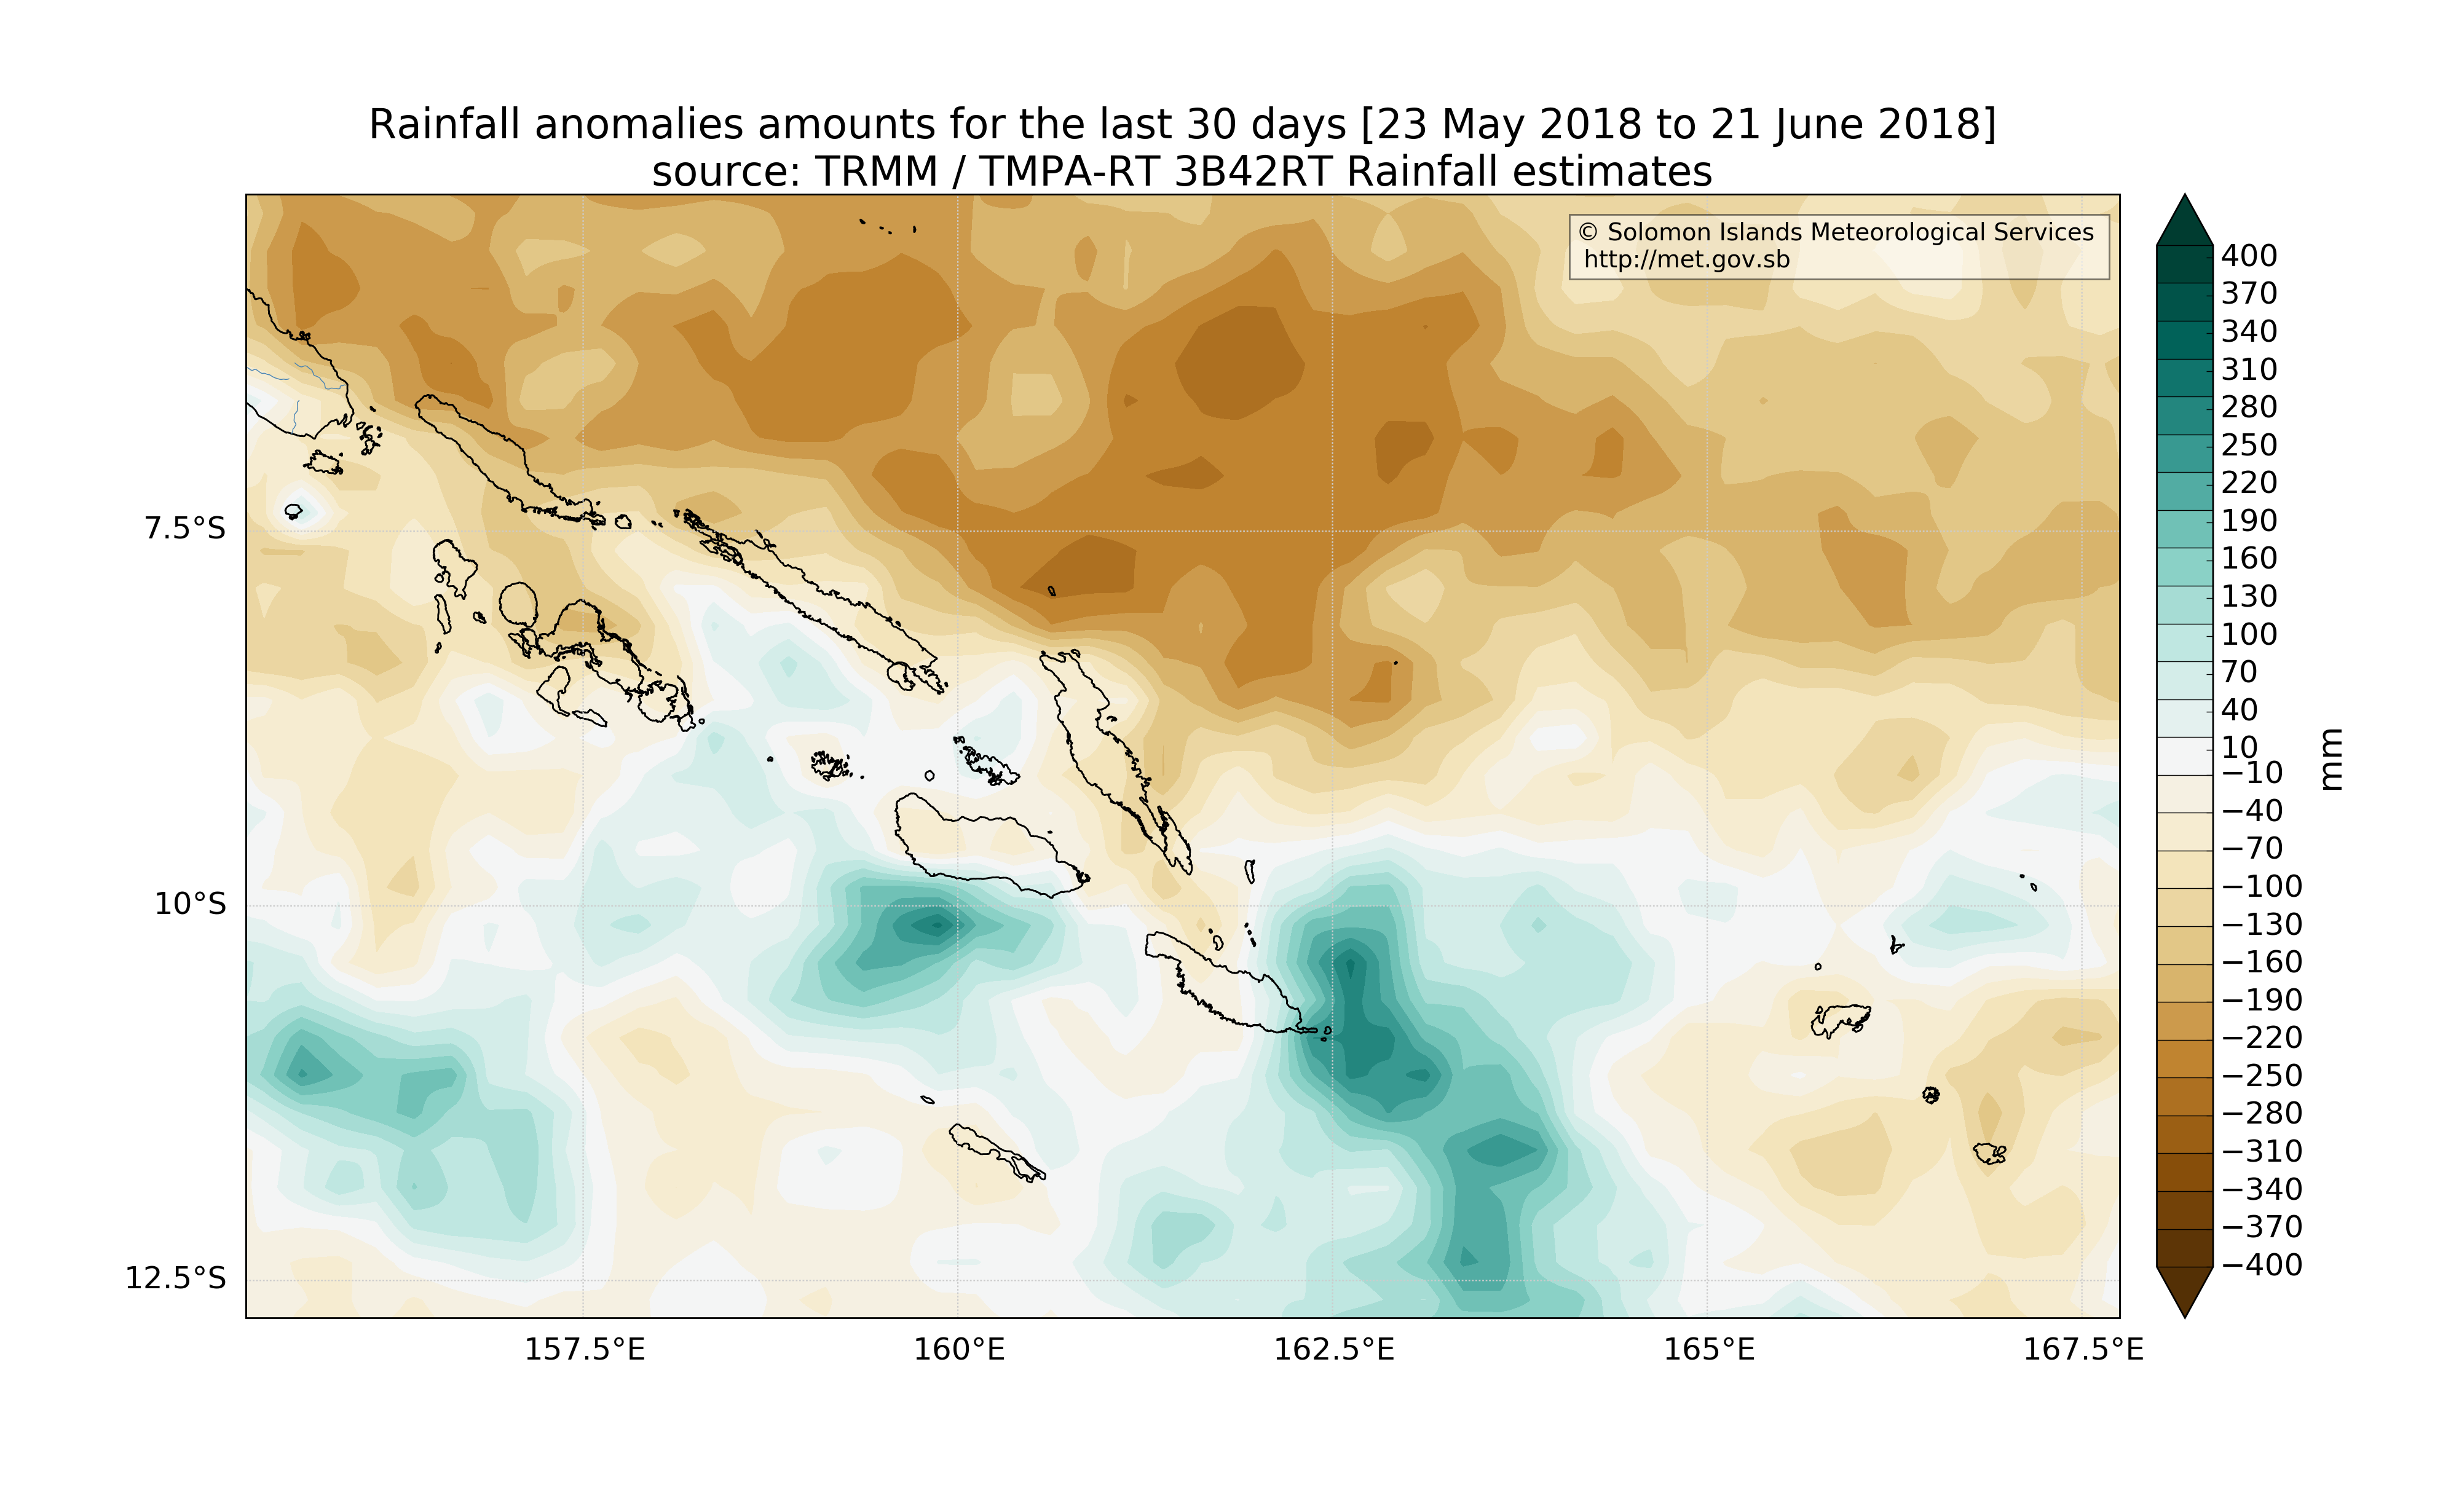 Rainfall anomalies amounts for the last 30 days [23 May 2018 to 21 June 2018]
source: TRMM / TMPA-RT 3B42RT Rainfall estimates
© Solomon Islands Meteorological Services
http://met.gov.sb
7.5°S
10°S
12.5°S
157.5°E
160°E
162.5°E
165°E
167.5°E
400
370
340
310
280
250
220
190
160
130
100
70
40
10
−10
−40
−70
−100
−130
−160
−190
−220
−250
−280
−310
−340
−370
−400
mm